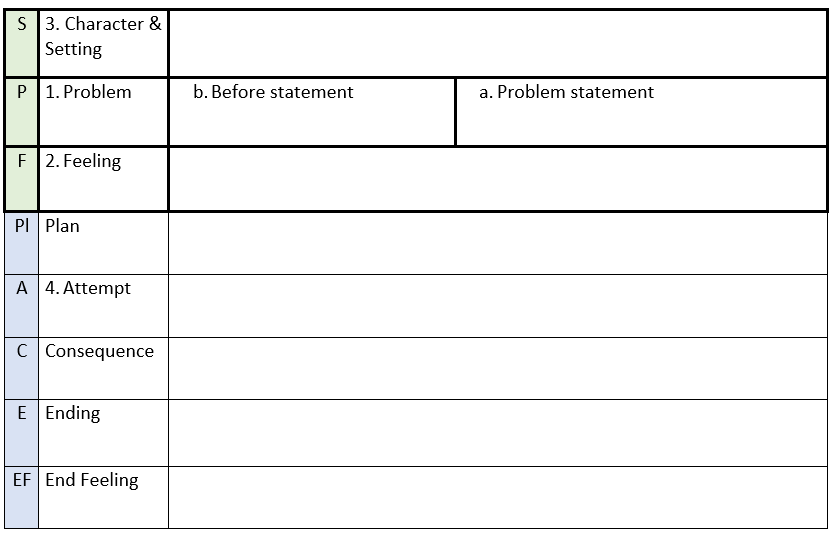 S 3. Character &
Setting
P 1. Problem b. Before statement a. Problem statement
F 2. Feeling
Pl Plan
A 4. Attempt
C Consequence
E Ending
EF End Feeling